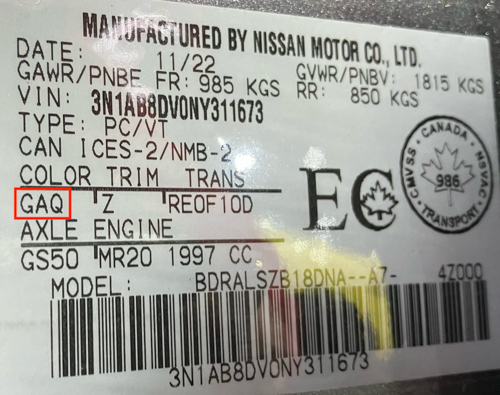 MANUFACTURED BY NISSAN MOTOR CO., LTD.
DATE: 11/22 GVWR/PNBV: 1815 KGS
GAWR/PNBE FR: 985 KGS RR: 850 KGS
VIN: 3N1AB8DV0NY311673
TYPE: PC/VT
CAN ICES-2/NMB-2
COLOR TRIM TRANS
GAQ Z RE0F10D
AXLE ENGINE
GS50 MR20 1997 CC
EC
CANADA
CMVSS 986 NSVAC
TRANSPORT
MODEL: BDRALSZB18DNA--A7- 4Z000
3N1AB8DV0NY311673